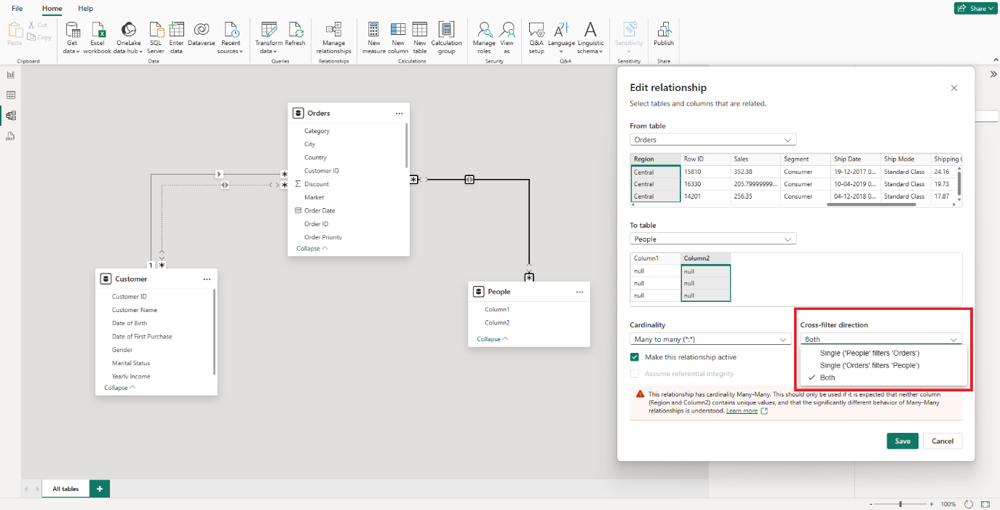 File Home Help Share
Paste Cut Copy
Get data Excel workbook OneLake data hub SQL Server Enter data Dataverse Recent sources
Transform data Refresh Manage relationships New measure New column New table Calculation group
Manage roles View as Q&A setup Language Linguistic schema Sensitivity Publish
Clipboard Data Queries Relationships Calculations Security Q&A Sensitivity Share
Orders
Category
City
Country
Customer ID
Discount
Market
Order Date
Order ID
Order Priority
Collapse
1
Customer
Customer ID
Customer Name
Date of Birth
Date of First Purchase
Gender
Marital Status
Yearly Income
Collapse
People
Column1
Column2
Collapse
Edit relationship
Select tables and columns that are related.
From table
Orders
Region Row ID Sales Segment Ship Date Ship Mode Shipping C
Central 15810 352.38 Consumer 19-12-2017 0... Standard Class 24.16
Central 16330 205.79999999... Consumer 10-04-2019 0... Standard Class 19.73
Central 14201 256.35 Consumer 04-12-2018 0... Standard Class 17.87
To table
People
Column1 Column2
null null
null null
null null
Cardinality Cross-filter direction
Many to many (*:*) Both
Single ('People' filters 'Orders')
Make this relationship active
Single ('Orders' filters 'People')
Assume referential integrity
Both
This relationship has cardinality Many-Many. This should only be used if it is expected that neither column
(Region and Column2) contains unique values, and that the significantly different behavior of Many-Many
relationships is understood. Learn more
Save Cancel
All tables +
- + 100%